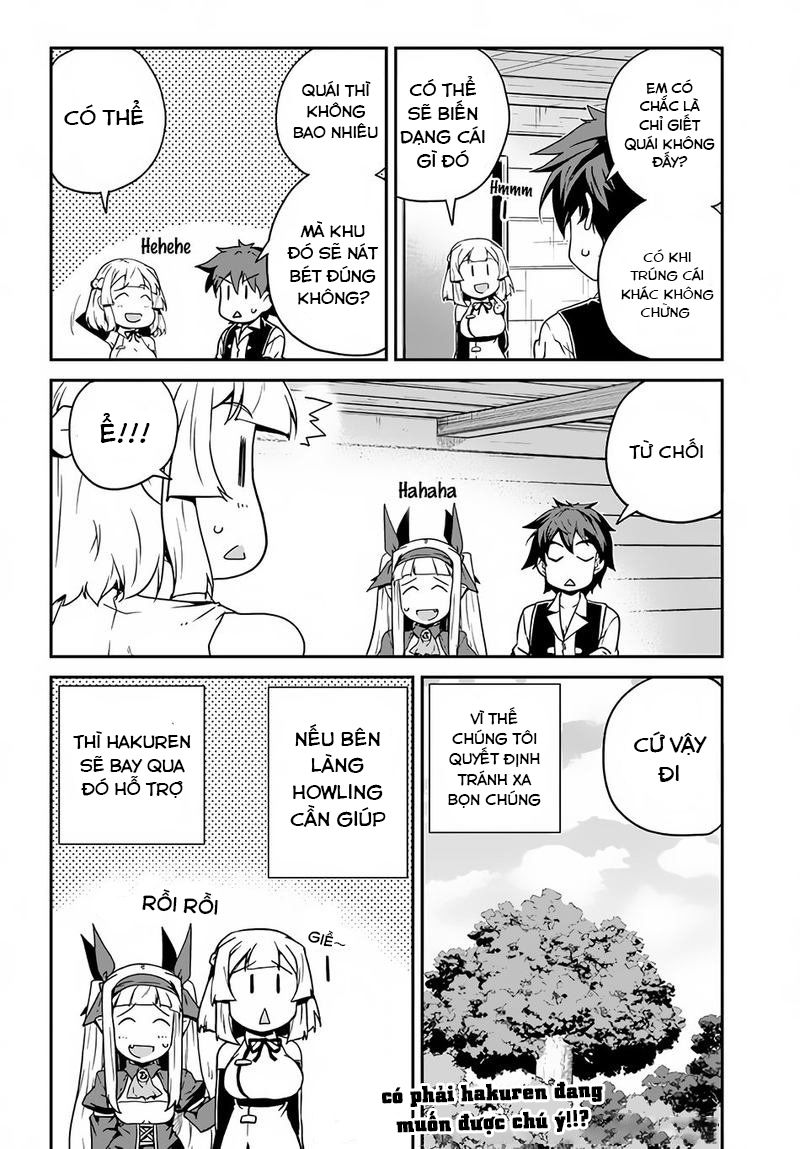 EM CÓ
CHẮC LÀ
CHỈ GIẾT
QUÁI KHÔNG
ĐẤY?
CÓ KHI
TRÚNG CÁI
KHÁC KHÔNG
CHỪNG
CÓ THỂ
SẼ BIẾN
DẠNG CÁI
GÌ ĐÓ
Hmmm
QUÁI THÌ
KHÔNG
BAO NHIÊU
MÀ KHU
ĐÓ SẼ NÁT
BÉT ĐÚNG
KHÔNG?
CÓ THỂ
Hehehe
TỪ CHỐI
Hahaha
Ể!!!
CỨ VẬY
ĐI
VÌ THẾ
CHÚNG TÔI
QUYẾT ĐỊNH
TRÁNH XA
BỌN CHÚNG
NẾU BÊN
LÀNG
HOWLING
CẦN GIÚP
THÌ HAKUREN
SẼ BAY QUA
ĐÓ HỖ TRỢ
RỒI RỒI
GIỀ~
có phải hakuren đang
muốn được chú ý!!?